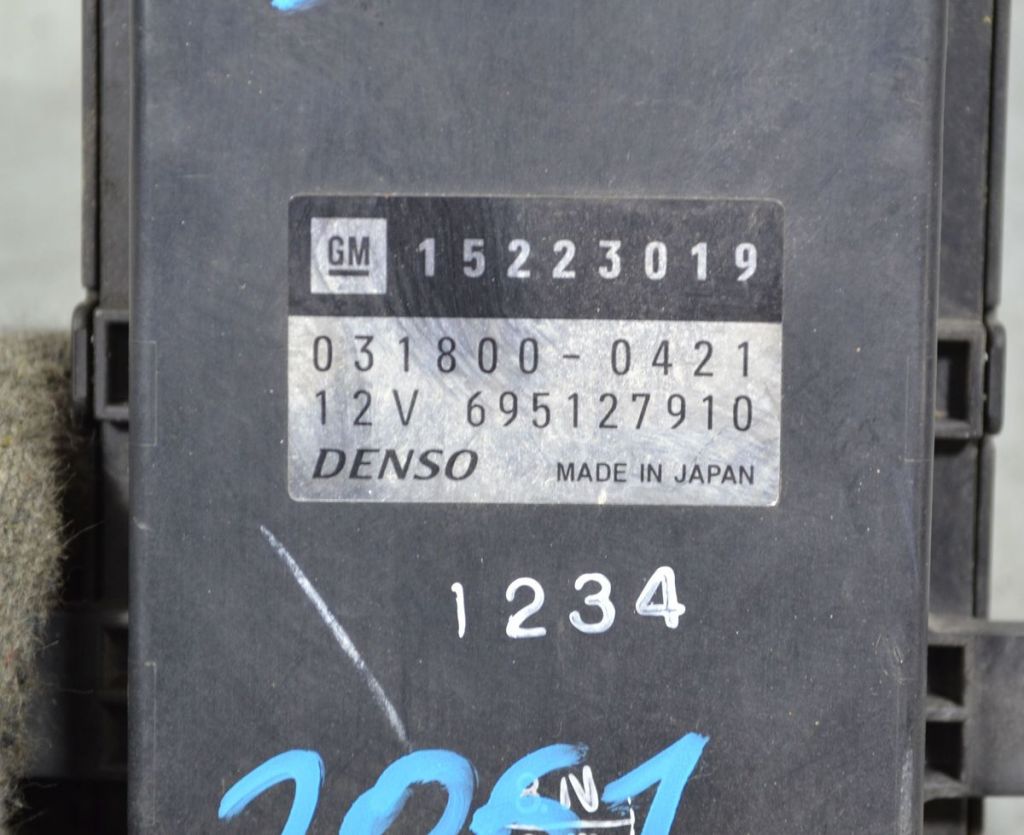 GM 15223019
031800-0421
12V 695127910
DENSO MADE IN JAPAN
1234